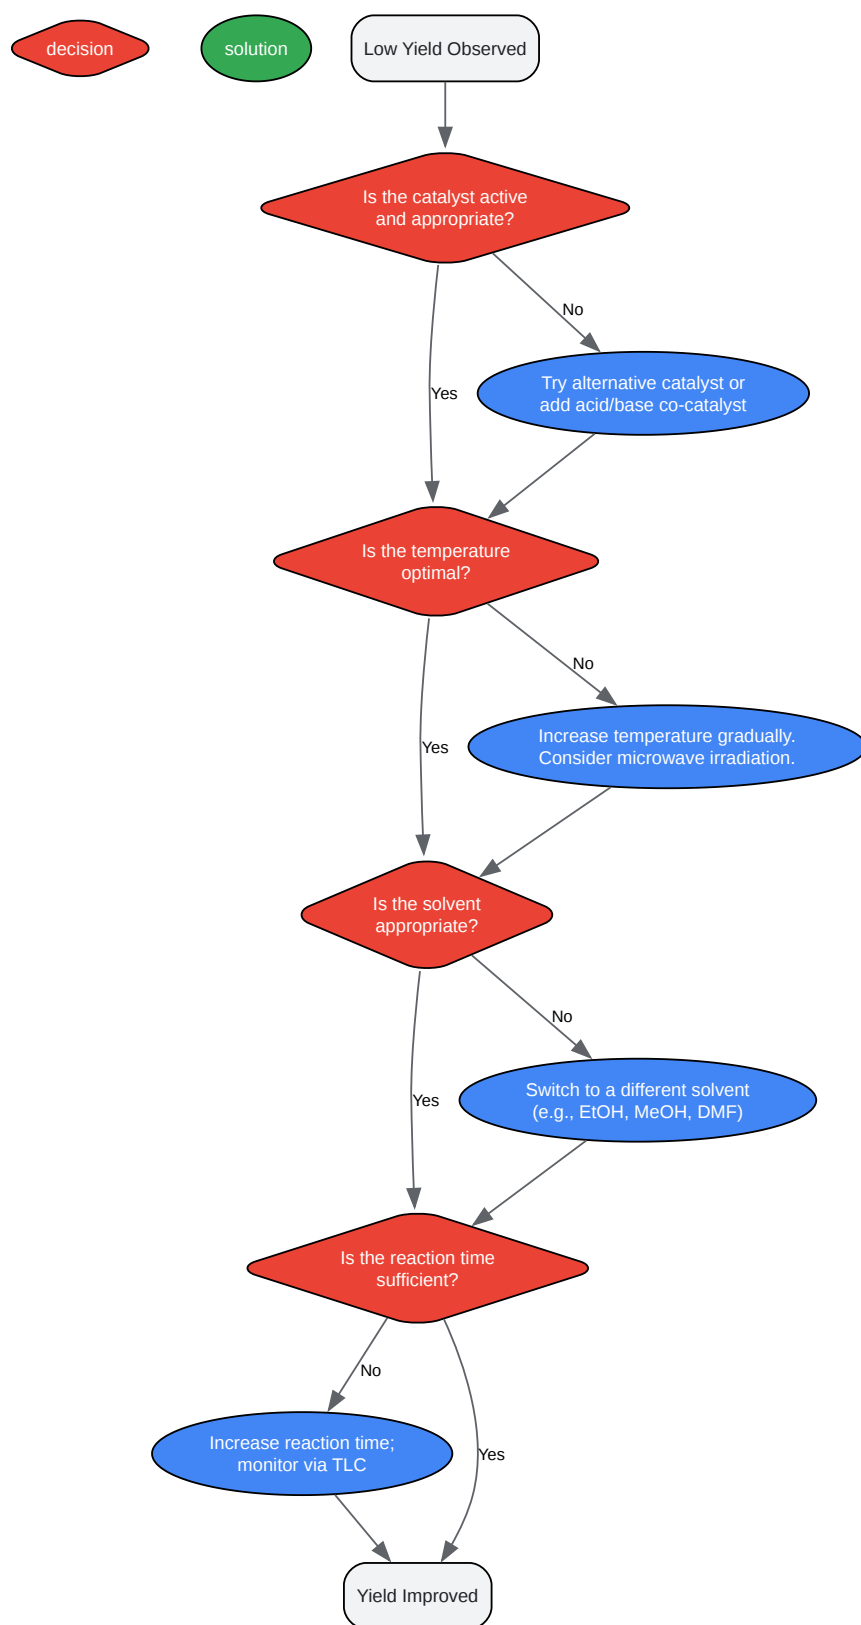 decision
solution
Low Yield Observed
Is the catalyst active
and appropriate?
No
Yes
Try alternative catalyst or
add acid/base co-catalyst
Is the temperature
optimal?
No
Yes
Increase temperature gradually.
Consider microwave irradiation.
Is the solvent
appropriate?
No
Yes
Switch to a different solvent
(e.g., EtOH, MeOH, DMF)
Is the reaction time
sufficient?
No
Yes
Increase reaction time;
monitor via TLC
Yield Improved